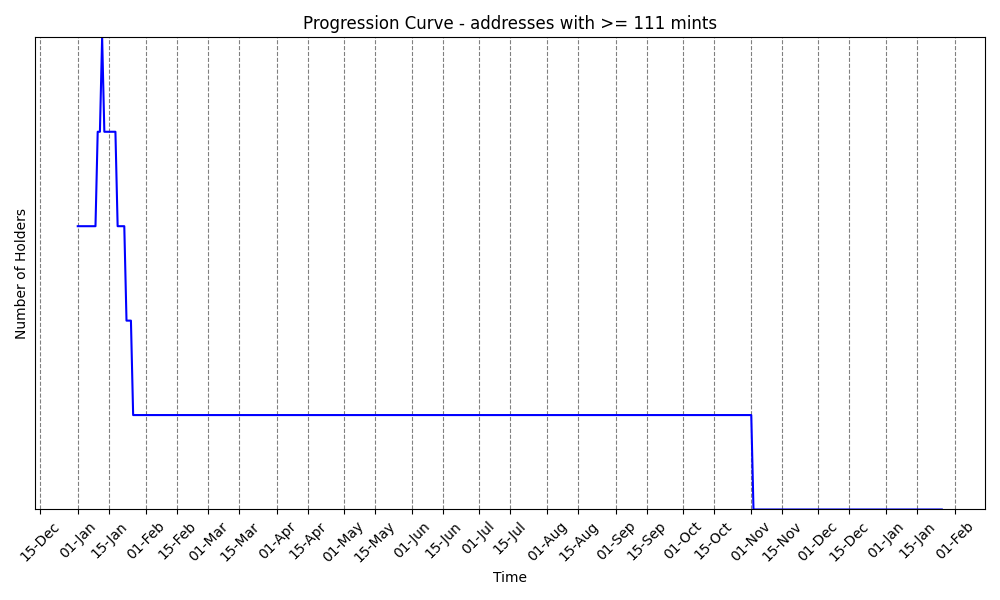 Progression Curve - addresses with >= 111 mints
Number of Holders
15-Dec
01-Jan
15-Jan
01-Feb
15-Feb
01-Mar
15-Mar
01-Apr
15-Apr
01-May
15-May
01-Jun
15-Jun
01-Jul
15-Jul
01-Aug
15-Aug
01-Sep
15-Sep
01-Oct
15-Oct
01-Nov
15-Nov
01-Dec
15-Dec
01-Jan
15-Jan
01-Feb
Time